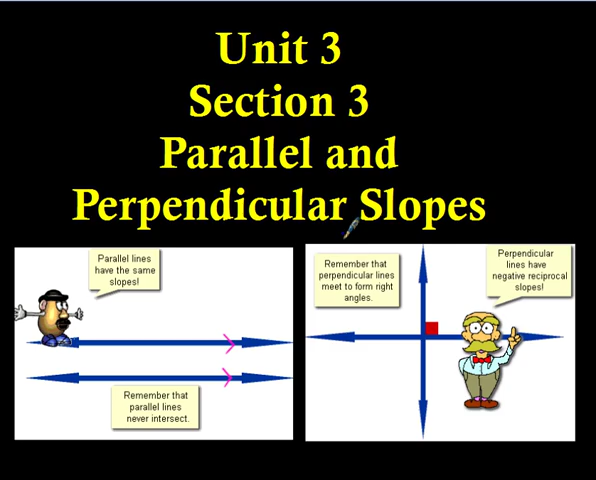 Unit 3
Section 3
Parallel and
Perpendicular Slopes
Parallel lines
have the same
slopes!
Remember that
parallel lines
never intersect.
Remember that
perpendicular lines
meet to form right
angles.
Perpendicular
lines have
negative reciprocal
slopes!